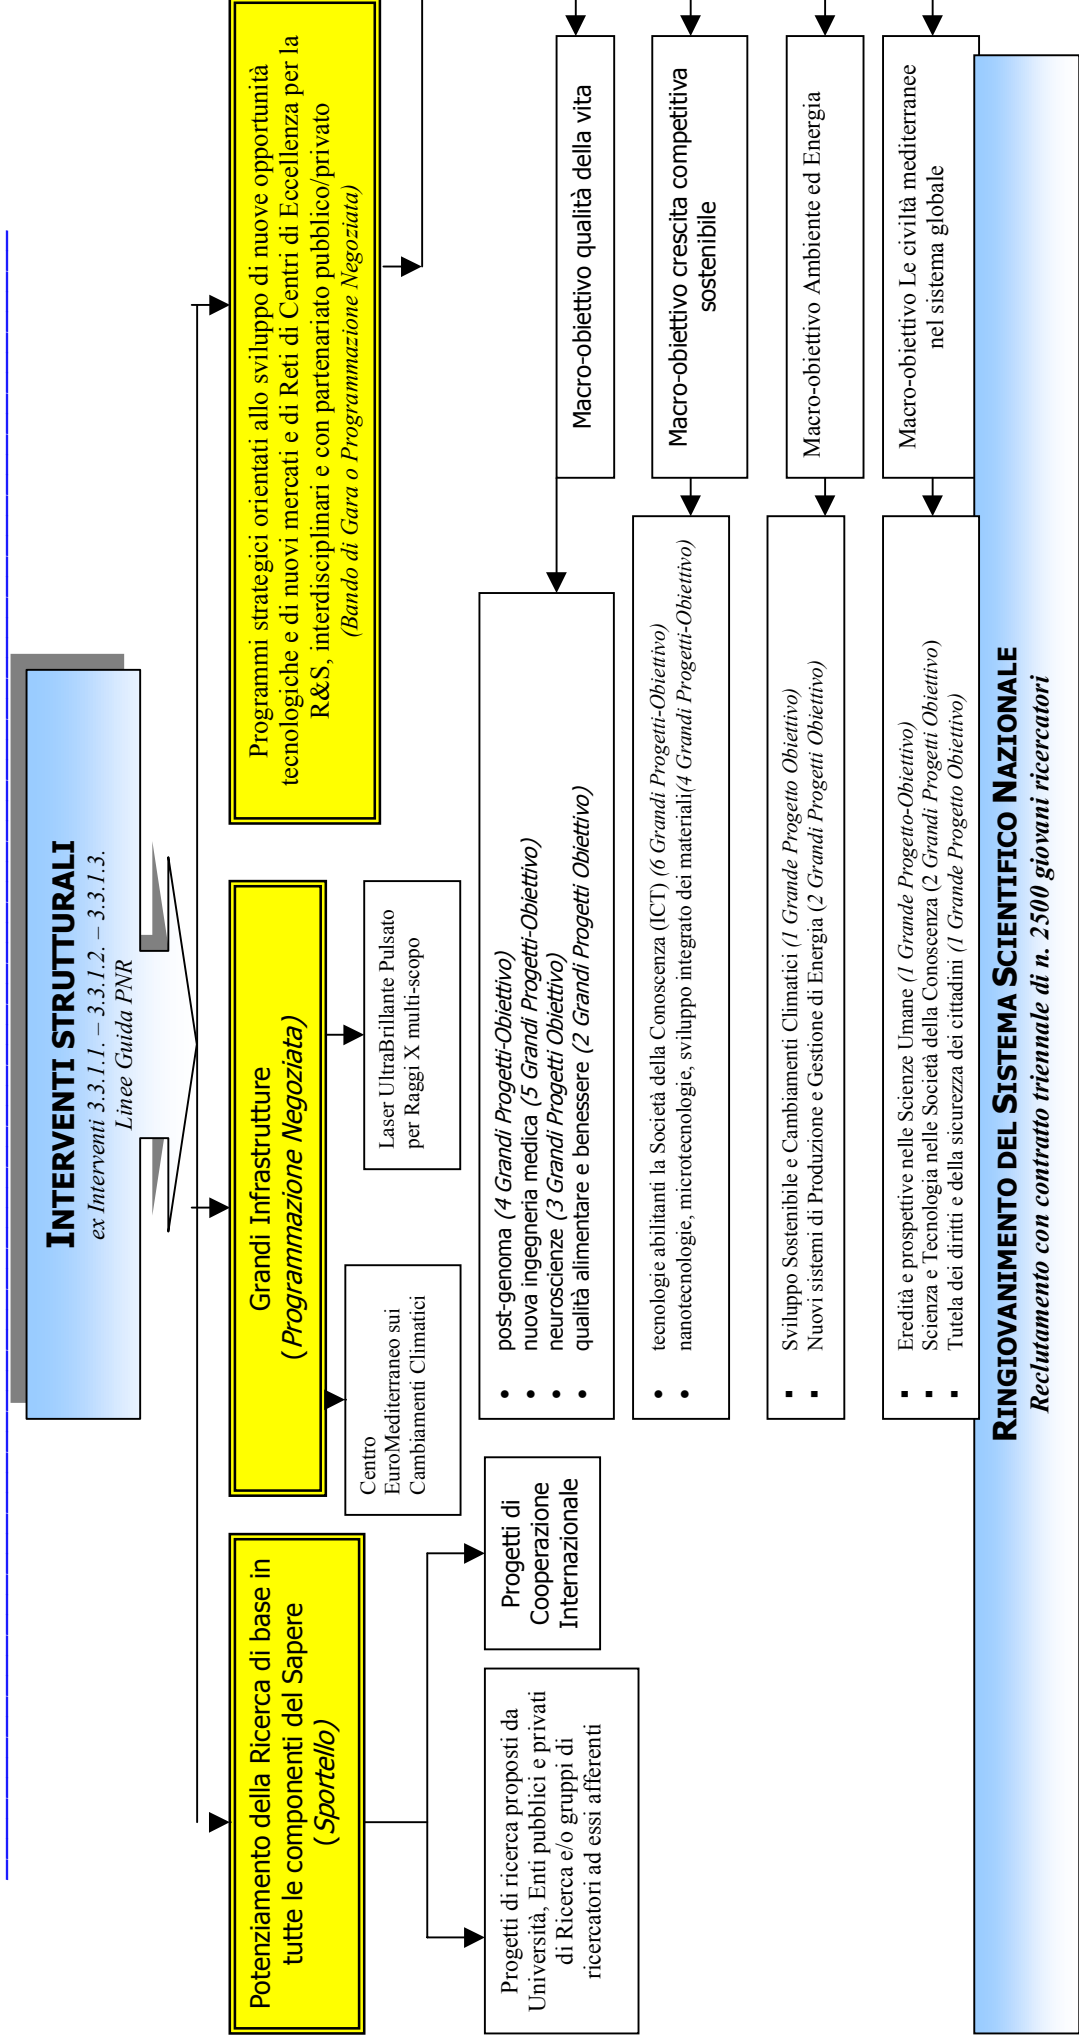 INTERVENTI STRUTTURALI
ex Interventi 3.3.1.1. – 3.3.1.2. – 3.3.1.3.
Linee Guida PNR
Potenziamento della Ricerca di base in
tutte le componenti del Sapere
(Sportello)
Progetti di ricerca proposti da
Università, Enti pubblici e privati
di Ricerca e/o gruppi di
ricercatori ad essi afferenti
Progetti di
Cooperazione
Internazionale
Grandi Infrastrutture
(Programmazione Negoziata)
Centro
EuroMediterraneo sui
Cambiamenti Climatici
Laser UltraBrillante Pulsato
per Raggi X multi-scopo
Programmi strategici orientati allo sviluppo di nuove opportunità
tecnologiche e di nuovi mercati e di Reti di Centri di Eccellenza per la
R&S, interdisciplinari e con partenariato pubblico/privato
(Bando di Gara o Programmazione Negoziata)
• post-genoma (4 Grandi Progetti-Obiettivo)
• nuova ingegneria medica (5 Grandi Progetti-Obiettivo)
• neuroscienze (3 Grandi Progetti Obiettivo)
• qualità alimentare e benessere (2 Grandi Progetti Obiettivo)
Macro-obiettivo qualità della vita
• tecnologie abilitanti la Società della Conoscenza (ICT) (6 Grandi Progetti-Obiettivo)
• nanotecnologie, microtecnologie, sviluppo integrato dei materiali(4 Grandi Progetti-Obiettivo)
Macro-obiettivo crescita competitiva
sostenibile
▪ Sviluppo Sostenibile e Cambiamenti Climatici (1 Grande Progetto Obiettivo)
▪ Nuovi sistemi di Produzione e Gestione di Energia (2 Grandi Progetti Obiettivo)
Macro-obiettivo Ambiente ed Energia
▪ Eredità e prospettive nelle Scienze Umane (1 Grande Progetto-Obiettivo)
▪ Scienza e Tecnologia nelle Società della Conoscenza (2 Grandi Progetti Obiettivo)
▪ Tutela dei diritti e della sicurezza dei cittadini (1 Grande Progetto Obiettivo)
Macro-obiettivo Le civiltà mediterranee
nel sistema globale
RINGIOVANIMENTO DEL SISTEMA SCIENTIFICO NAZIONALE
Reclutamento con contratto triennale di n. 2500 giovani ricercatori